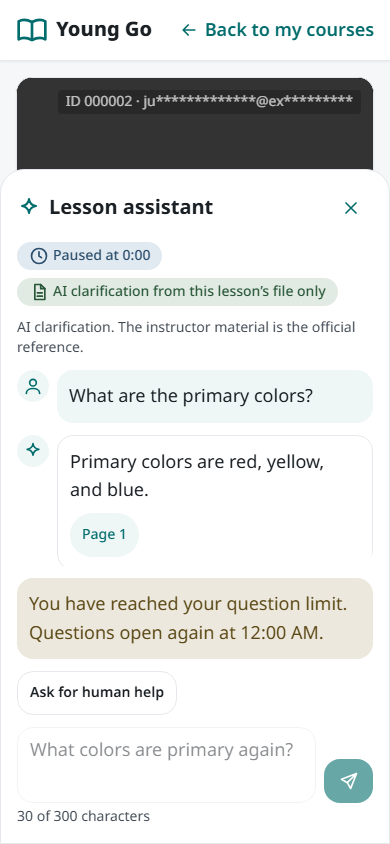 Young Go
← Back to my courses
ID 000002 · ju*************@ex*********
Lesson assistant
Paused at 0:00
AI clarification from this lesson’s file only
AI clarification. The instructor material is the official
reference.
What are the primary colors?
Primary colors are red, yellow,
and blue.
Page 1
You have reached your question limit.
Questions open again at 12:00 AM.
Ask for human help
What colors are primary again?
30 of 300 characters